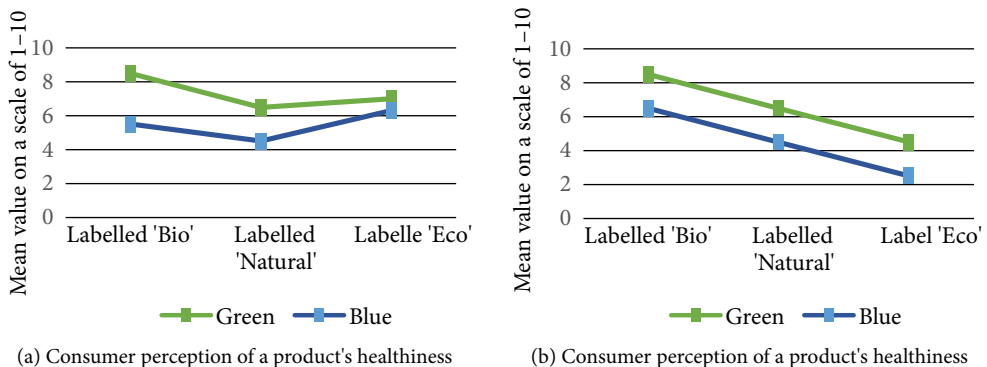 Mean value on a scale of 1–10
10
8
6
4
2
0
Labelled 'Bio'
Labelled
'Natural'
Labelle 'Eco'
Green
Blue
(a) Consumer perception of a product's healthiness
Mean value on a scale of 1–10
10
8
6
4
2
0
Labelled 'Bio'
Labelled
'Natural'
Label 'Eco'
Green
Blue
(b) Consumer perception of a product's healthiness